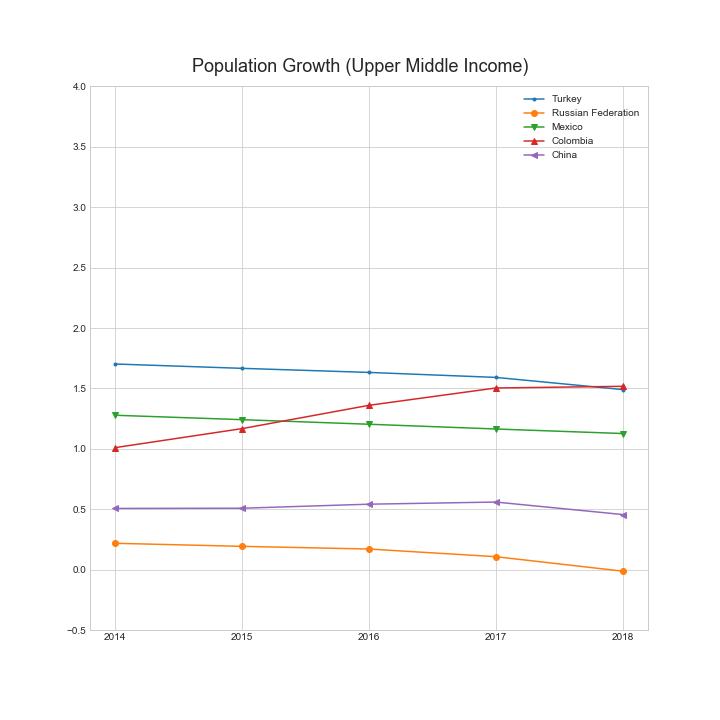 Population Growth (Upper Middle Income)
4.0
3.5
3.0
2.5
2.0
1.5
1.0
0.5
0.0
−0.5
2014 2015 2016 2017 2018
Turkey
Russian Federation
Mexico
Colombia
China